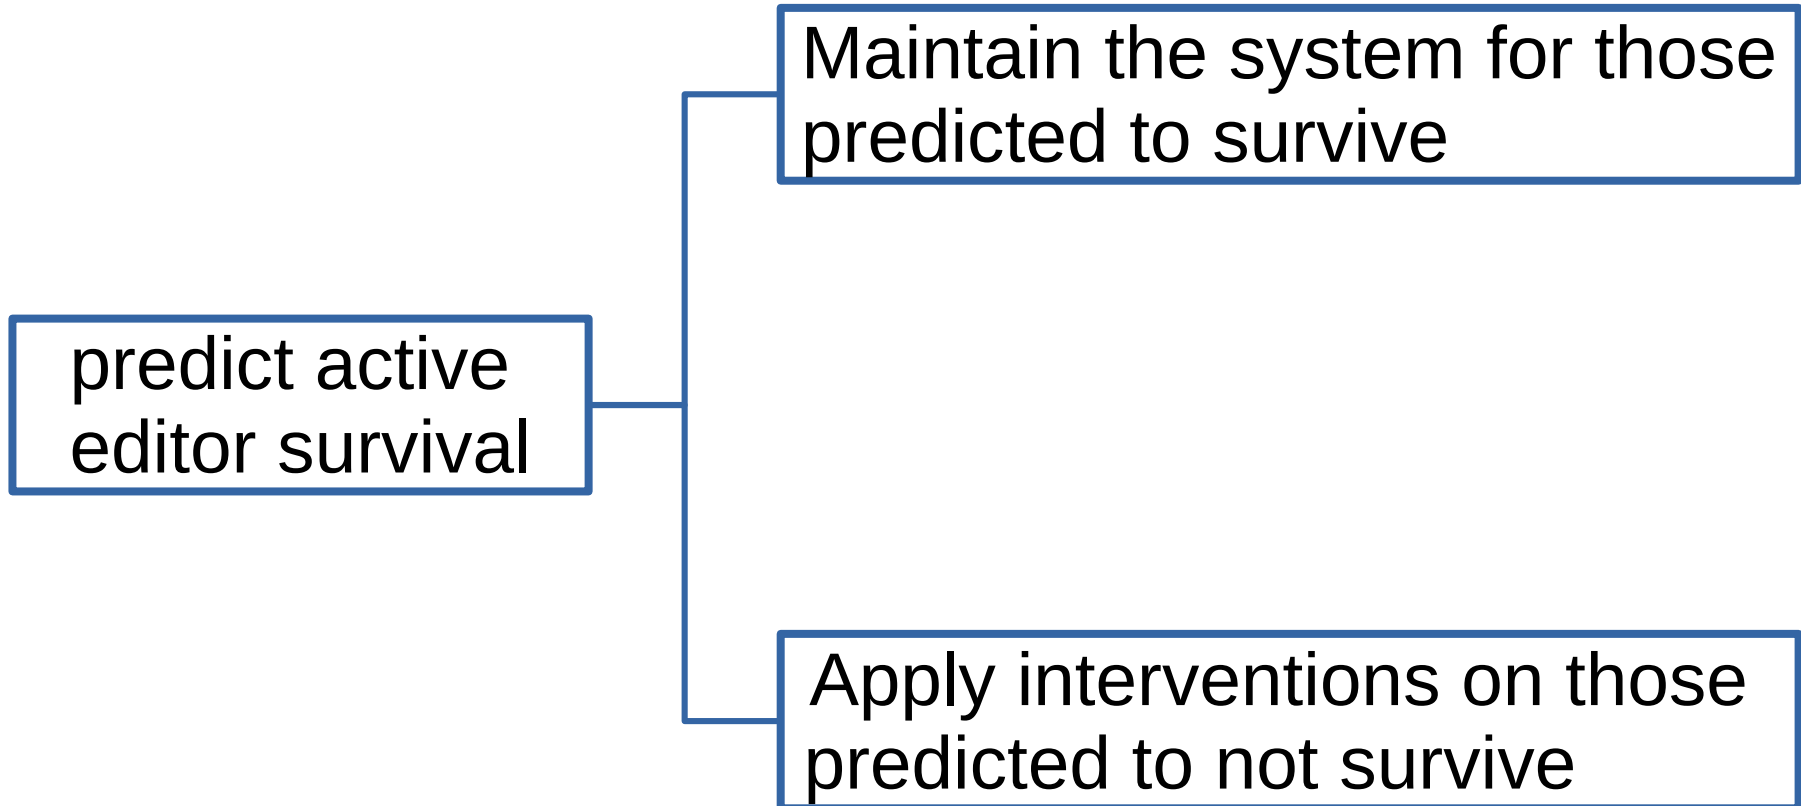 Maintain the system for those
predicted to survive
predict active
editor survival
Apply interventions on those
predicted to not survive